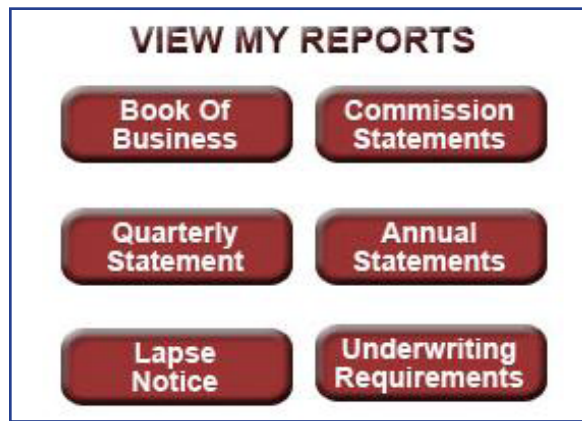 VIEW MY REPORTS
Book Of
Business
Commission
Statements
Quarterly
Statement
Annual
Statements
Lapse
Notice
Underwriting
Requirements